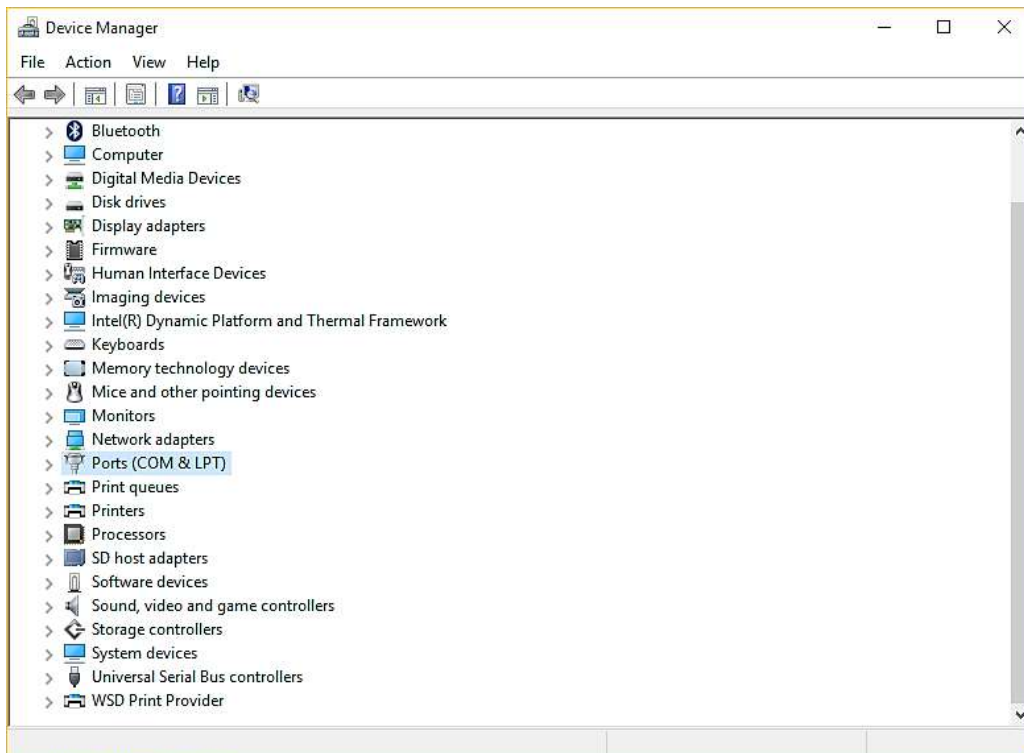 Device Manager
File Action View Help
Bluetooth
Computer
Digital Media Devices
Disk drives
Display adapters
Firmware
Human Interface Devices
Imaging devices
Intel(R) Dynamic Platform and Thermal Framework
Keyboards
Memory technology devices
Mice and other pointing devices
Monitors
Network adapters
Ports (COM & LPT)
Print queues
Printers
Processors
SD host adapters
Software devices
Sound, video and game controllers
Storage controllers
System devices
Universal Serial Bus controllers
WSD Print Provider